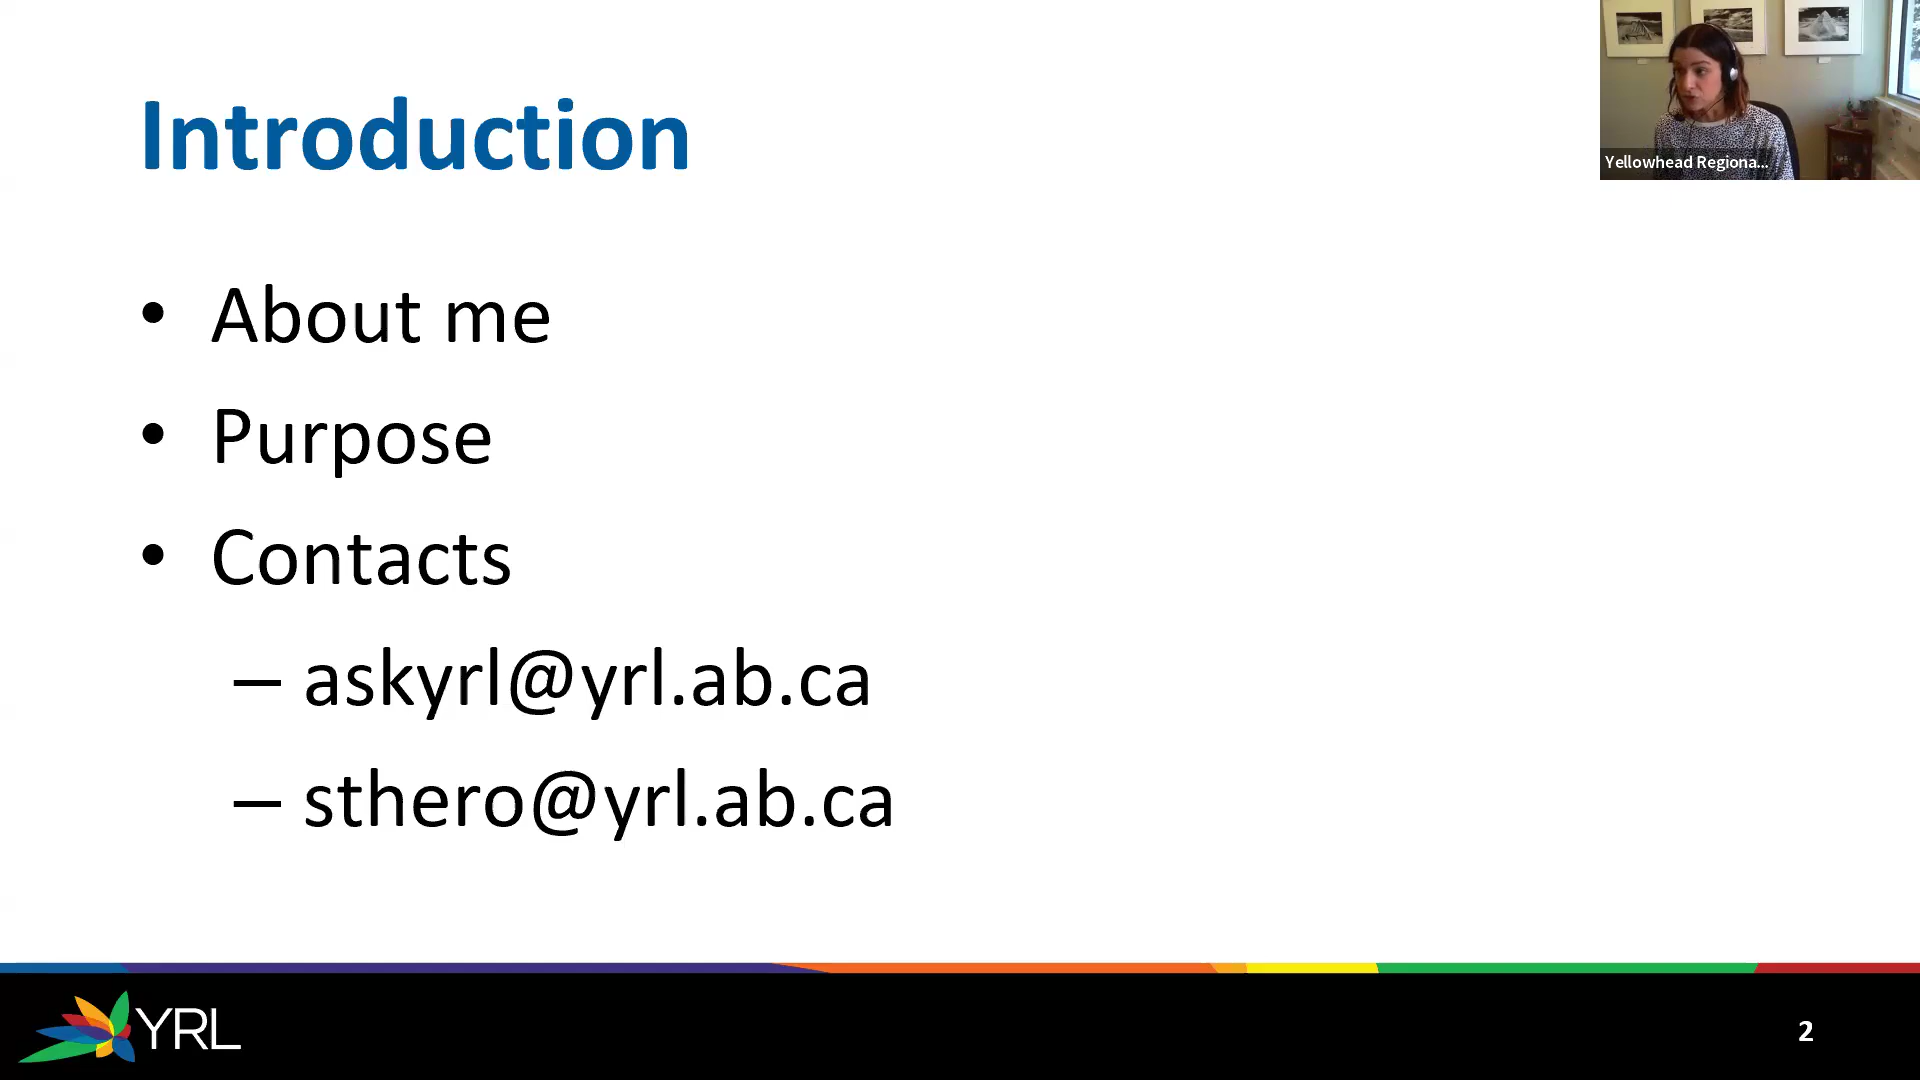 Introduction
Yellowhead Regiona...
• About me
• Purpose
• Contacts
– askyrl@yrl.ab.ca
– sthero@yrl.ab.ca
YRL
2